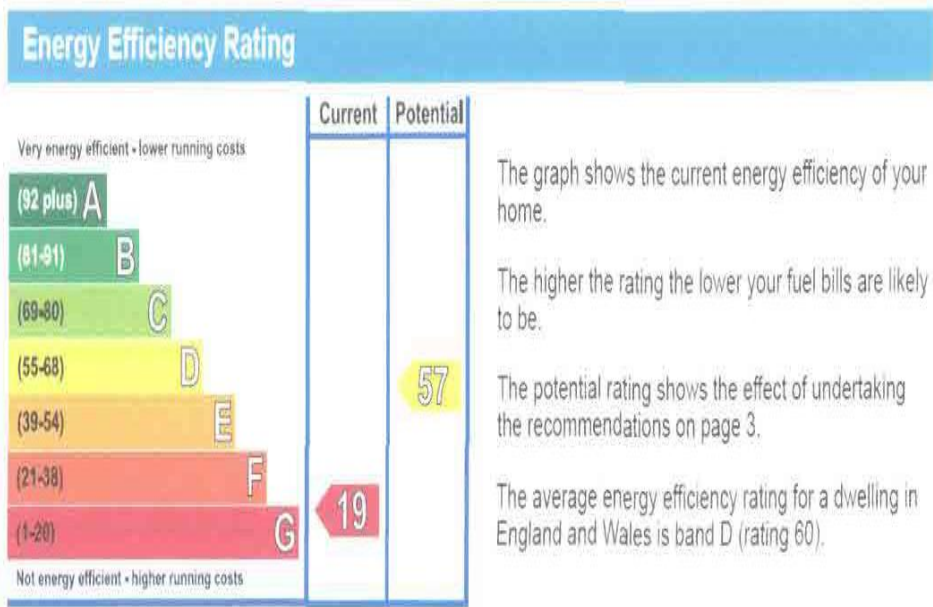 Energy Efficiency Rating
Current Potential
Very energy efficient - lower running costs
(92 plus) A
(81-91) B
(69-80) C
(55-68) D
57
(39-54) E
(21-38) F
19
(1-20) G
Not energy efficient - higher running costs
The graph shows the current energy efficiency of your
home.
The higher the rating the lower your fuel bills are likely
to be.
The potential rating shows the effect of undertaking
the recommendations on page 3.
The average energy efficiency rating for a dwelling in
England and Wales is band D (rating 60).